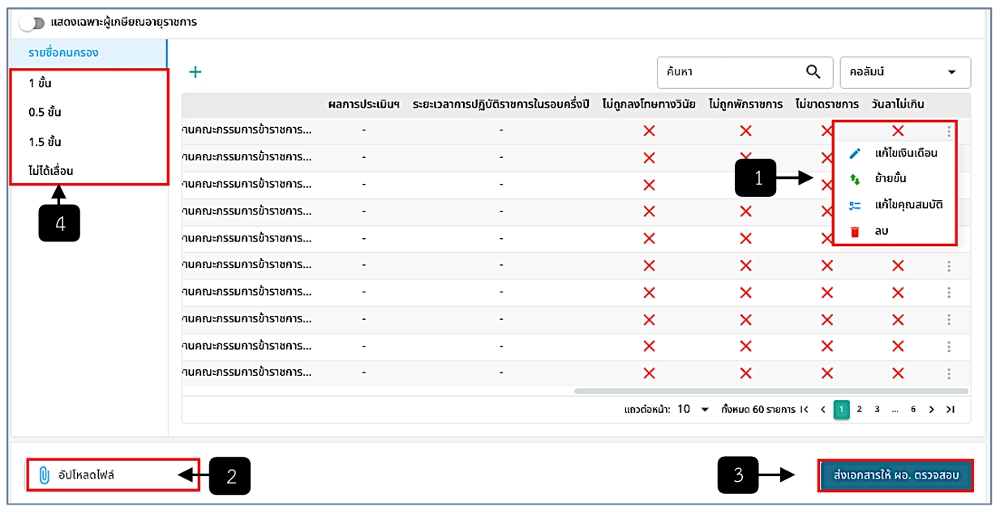 แสดงเฉพาะผู้เกษียณอายุราชการ
รายชื่อคนครอง
1 ขั้น
0.5 ขั้น
1.5 ขั้น
ไม่ได้เลื่อน
4
+
ค้นหา
คอลัมน์
ผลการประเมินฯ ระยะเวลาการปฏิบัติราชการในรอบครึ่งปี ไม่ถูกลงโทษทางวินัย ไม่ถูกพักราชการ ไม่ขาดราชการ วันลาไม่เกิน
านคณะกรรมการข้าราชการ... - -
านคณะกรรมการข้าราชการ... - -
านคณะกรรมการข้าราชการ... - -
านคณะกรรมการข้าราชการ... - -
านคณะกรรมการข้าราชการ... - -
านคณะกรรมการข้าราชการ... - -
านคณะกรรมการข้าราชการ... - -
านคณะกรรมการข้าราชการ... - -
านคณะกรรมการข้าราชการ... - -
านคณะกรรมการข้าราชการ... - -
1
แก้ไขเงินเดือน
ย้ายขั้น
แก้ไขคุณสมบัติ
ลบ
แถวต่อหน้า: 10 ทั้งหมด 60 รายการ 1 2 3 ... 6
อัปโหลดไฟล์
2
3
ส่งเอกสารให้ ผอ. ตรวจสอบ